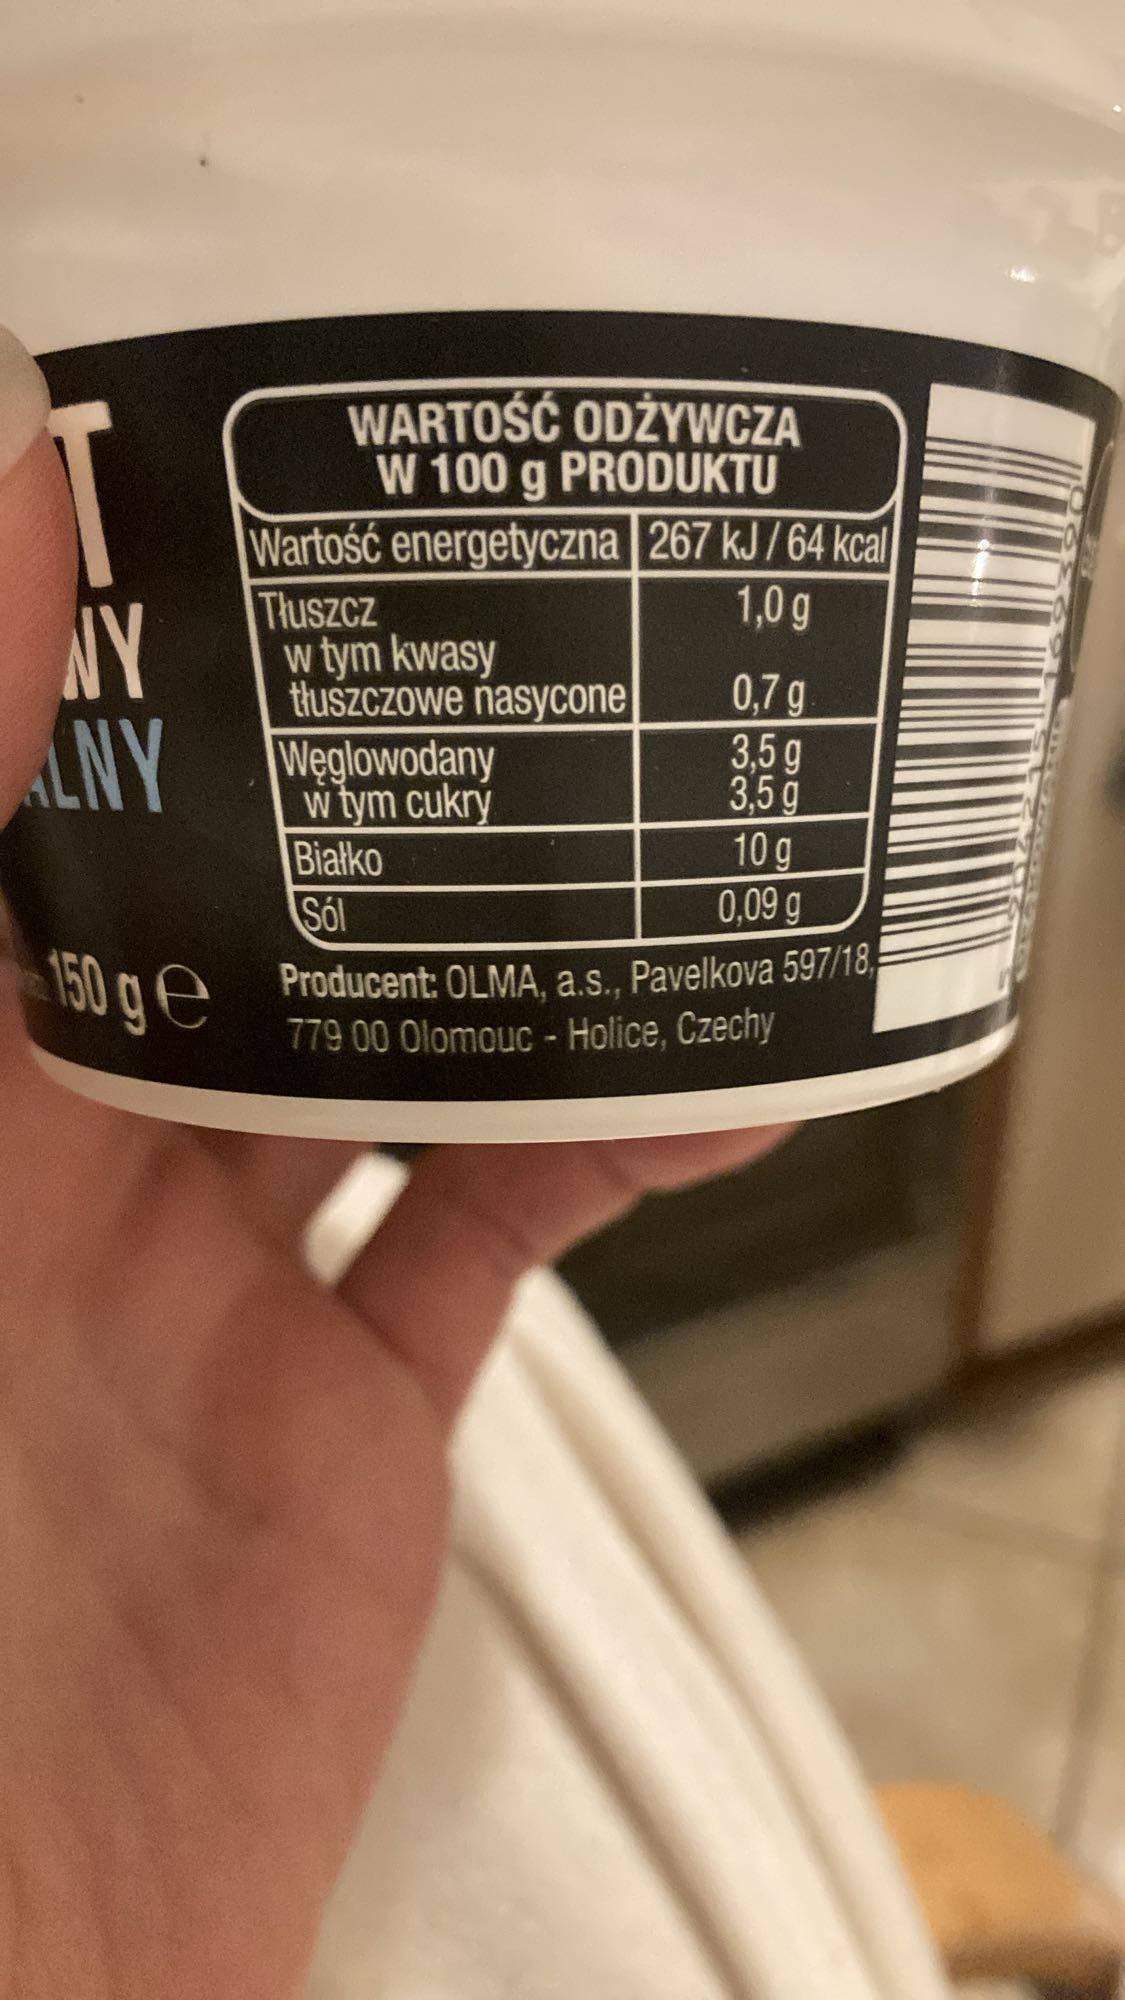 T
WY
ALNY
150 g e
WARTOŚĆ ODŻYWCZA
W 100 g PRODUKTU
Wartość energetyczna 267 kJ / 64 kcal
Tłuszcz 1,0 g
w tym kwasy
tłuszczowe nasycone 0,7 g
Węglowodany 3,5 g
w tym cukry 3,5 g
Białko 10 g
Sól 0,09 g
Producent: OLMA, a.s., Pavelkova 597/18,
779 00 Olomouc - Holice, Czechy